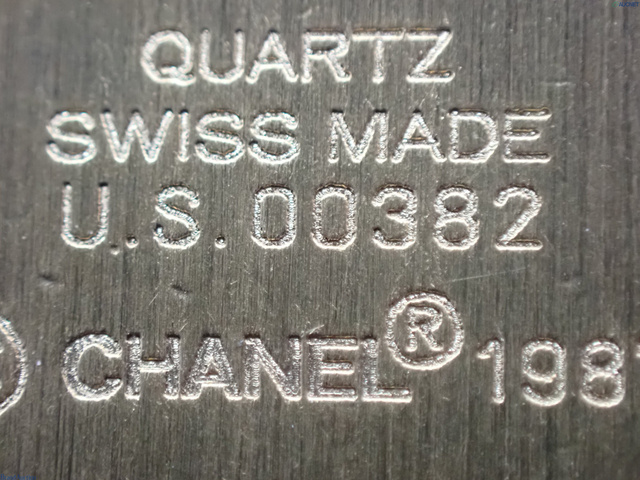 QUARTZ
SWISS MADE
U.S.00382
CHANEL® 198